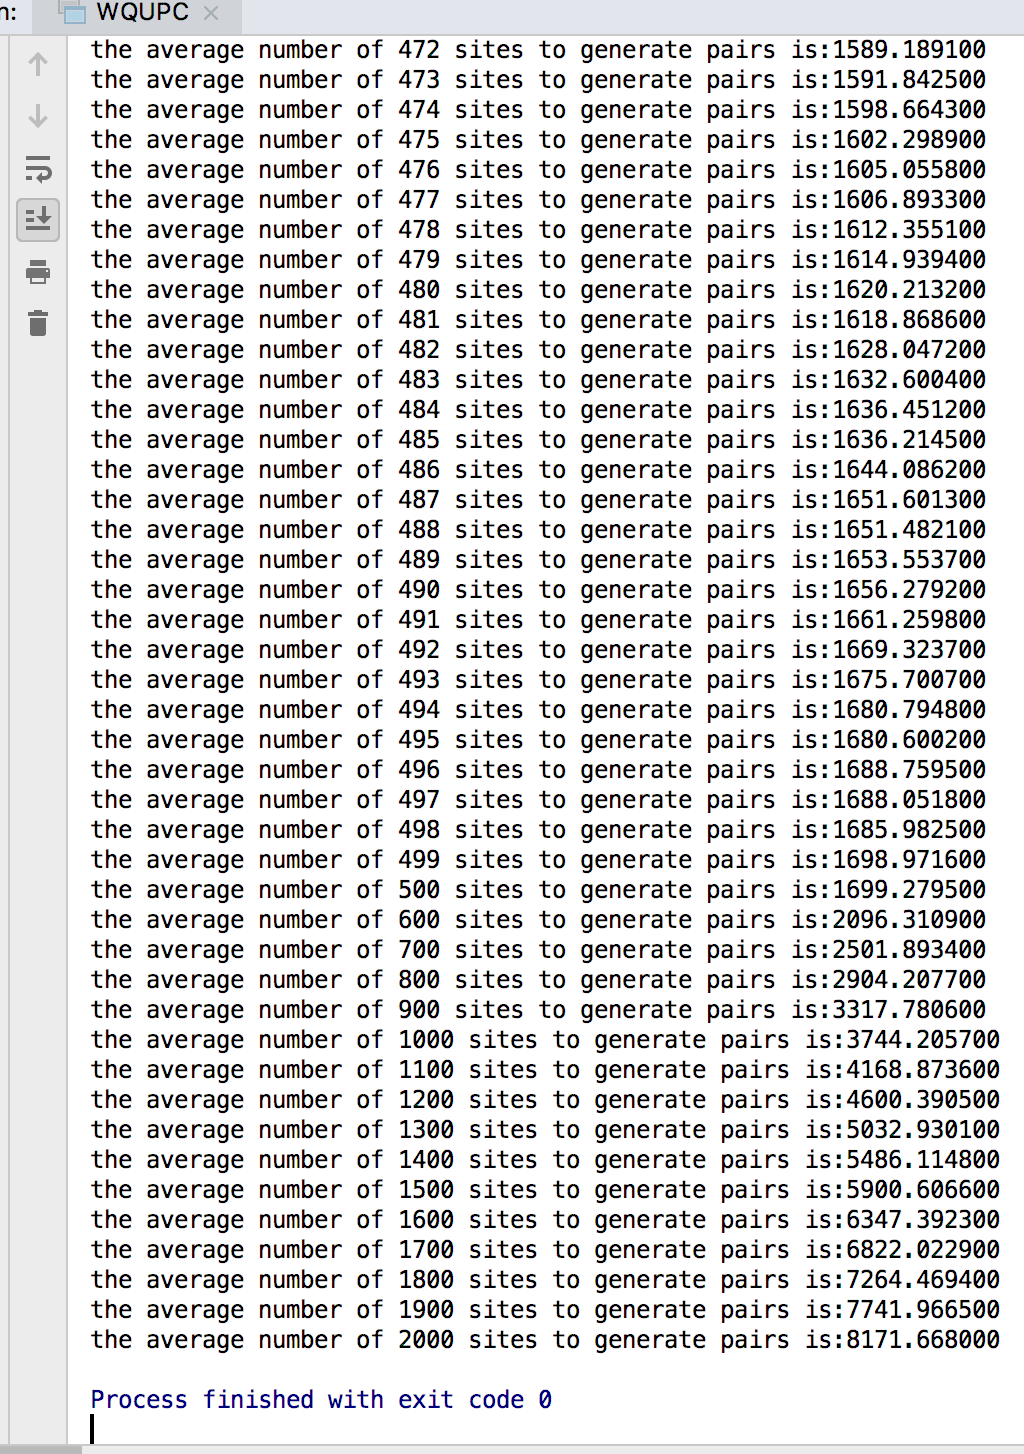 n: WQUPC
the average number of 472 sites to generate pairs is:1589.189100
the average number of 473 sites to generate pairs is:1591.842500
the average number of 474 sites to generate pairs is:1598.664300
the average number of 475 sites to generate pairs is:1602.298900
the average number of 476 sites to generate pairs is:1605.055800
the average number of 477 sites to generate pairs is:1606.893300
the average number of 478 sites to generate pairs is:1612.355100
the average number of 479 sites to generate pairs is:1614.939400
the average number of 480 sites to generate pairs is:1620.213200
the average number of 481 sites to generate pairs is:1618.868600
the average number of 482 sites to generate pairs is:1628.047200
the average number of 483 sites to generate pairs is:1632.600400
the average number of 484 sites to generate pairs is:1636.451200
the average number of 485 sites to generate pairs is:1636.214500
the average number of 486 sites to generate pairs is:1644.086200
the average number of 487 sites to generate pairs is:1651.601300
the average number of 488 sites to generate pairs is:1651.482100
the average number of 489 sites to generate pairs is:1653.553700
the average number of 490 sites to generate pairs is:1656.279200
the average number of 491 sites to generate pairs is:1661.259800
the average number of 492 sites to generate pairs is:1669.323700
the average number of 493 sites to generate pairs is:1675.700700
the average number of 494 sites to generate pairs is:1680.794800
the average number of 495 sites to generate pairs is:1680.600200
the average number of 496 sites to generate pairs is:1688.759500
the average number of 497 sites to generate pairs is:1688.051800
the average number of 498 sites to generate pairs is:1685.982500
the average number of 499 sites to generate pairs is:1698.971600
the average number of 500 sites to generate pairs is:1699.279500
the average number of 600 sites to generate pairs is:2096.310900
the average number of 700 sites to generate pairs is:2501.893400
the average number of 800 sites to generate pairs is:2904.207700
the average number of 900 sites to generate pairs is:3317.780600
the average number of 1000 sites to generate pairs is:3744.205700
the average number of 1100 sites to generate pairs is:4168.873600
the average number of 1200 sites to generate pairs is:4600.390500
the average number of 1300 sites to generate pairs is:5032.930100
the average number of 1400 sites to generate pairs is:5486.114800
the average number of 1500 sites to generate pairs is:5900.606600
the average number of 1600 sites to generate pairs is:6347.392300
the average number of 1700 sites to generate pairs is:6822.022900
the average number of 1800 sites to generate pairs is:7264.469400
the average number of 1900 sites to generate pairs is:7741.966500
the average number of 2000 sites to generate pairs is:8171.668000
Process finished with exit code 0